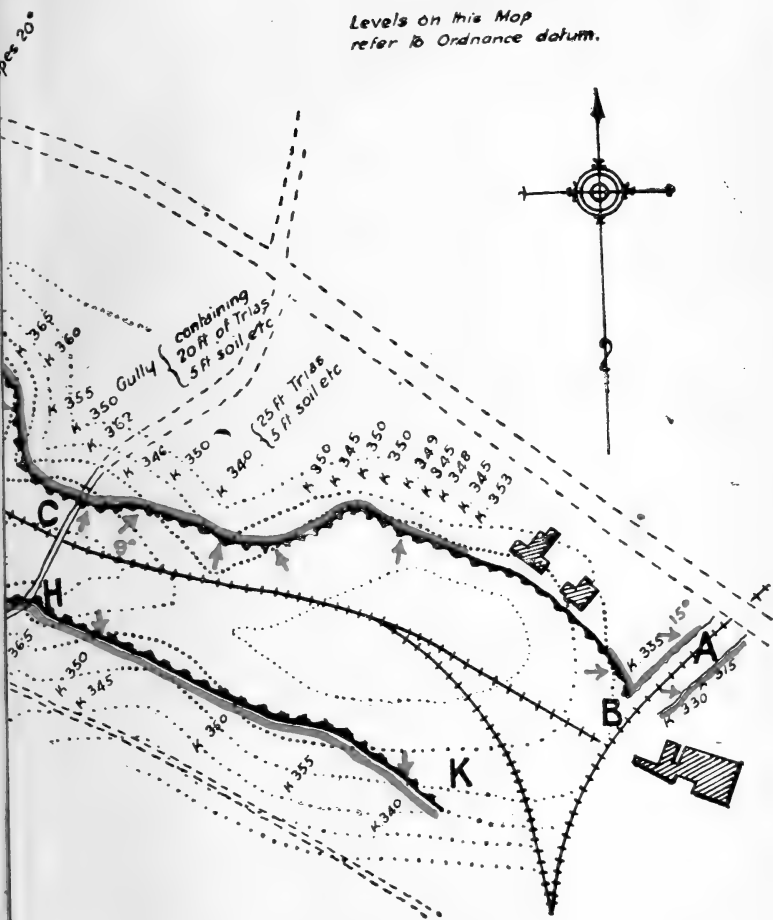 pes 20°
Levels on this Map
refer to Ordnance datum.
K 365
K 360
K 355
K 350
K 362
Gully
containing
20 ft of Trias
5 ft soil etc
K 346
K 350
K 340
25 ft Trias
5 ft soil etc
K 350
K 345
K 350
K 350
K 349
K 345
K 348
K 345
K 353
C
8°
H
365
K 350
K 345
K 360
K 355
K 340
K
K 335
15°
A
K 315
K 330
B